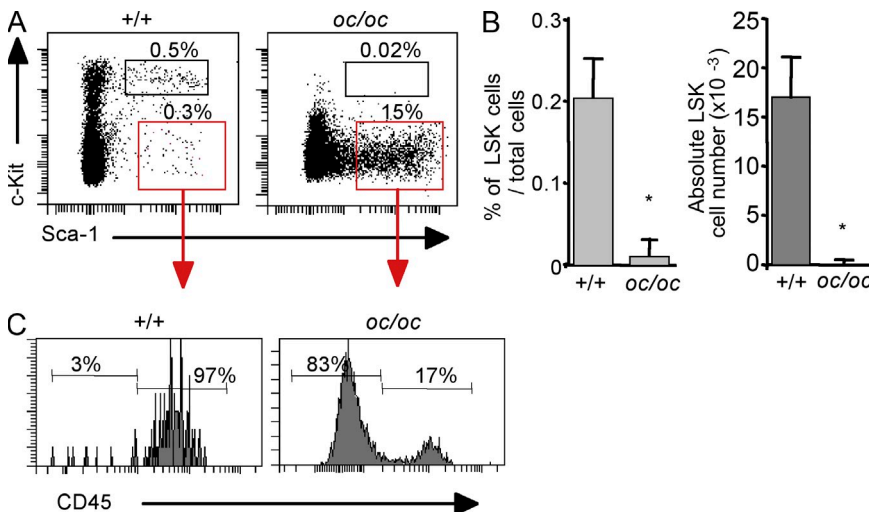 A
+/+
oc/oc
0.5%
0.02%
0.3%
15%
c-Kit
Sca-1
B
0.3
0.2
0.1
0
% of LSK cells
/ total cells
*
+/+
oc/oc
Absolute LSK
cell number (x10 -3)
25
20
15
10
5
0
*
+/+
oc/oc
C
+/+
oc/oc
3%
97%
83%
17%
CD45